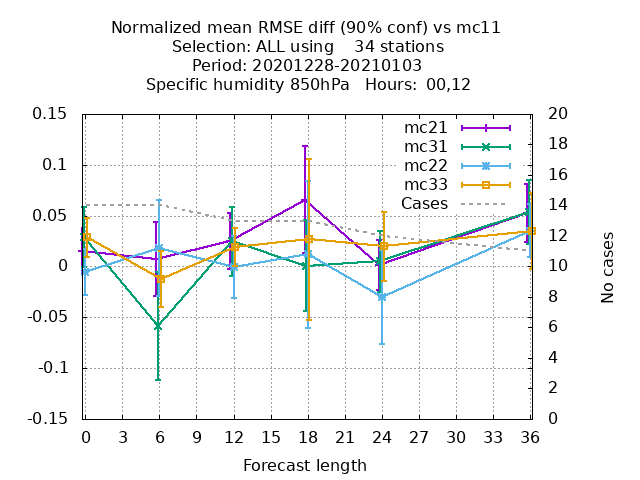 Normalized mean RMSE diff (90% conf) vs mc11
Selection: ALL using    34 stations
Period: 20201228-20210103
Specific humidity 850hPa   Hours:  00,12
0.15
0.1
0.05
0
-0.05
-0.1
-0.15
20
18
16
14
12
10
8
6
4
2
0
mc21
mc31
mc22
mc33
Cases
No cases
0 3 6 9 12 15 18 21 24 27 30 33 36
Forecast length